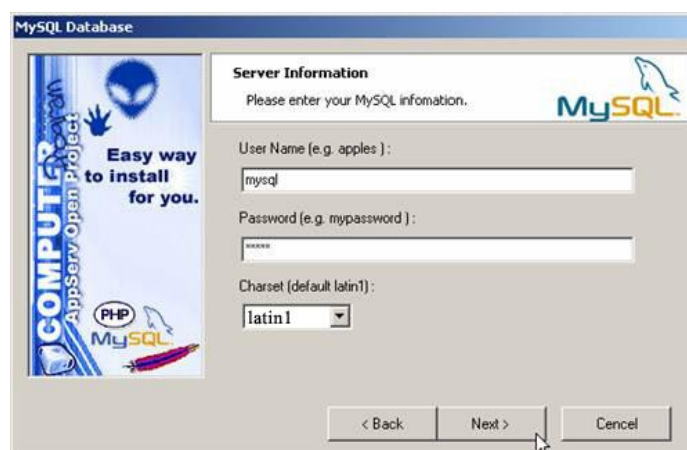 MySQL Database
COMPUTER
program
AppServ Open Project
Easy way
to install
for you.
PHP
MySQL
Server Information
Please enter your MySQL infomation.
MySQL
User Name (e.g. apples ) :
mysql
Password (e.g. mypassword ) :
*****
Charset (default latin1) :
latin1
< Back
Next >
Cencel